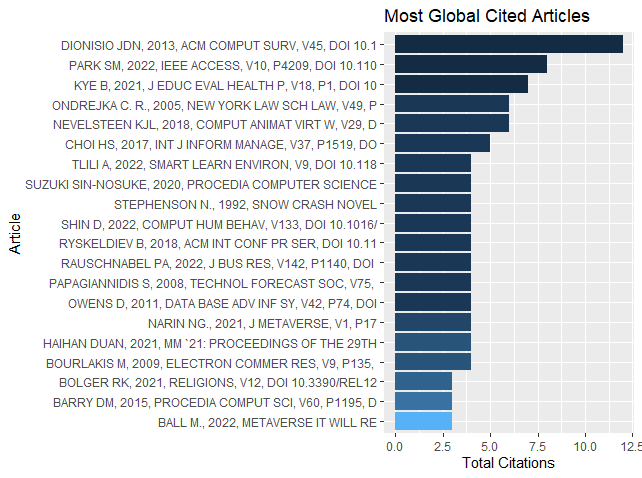 Most Global Cited Articles
DIONISIO JDN, 2013, ACM COMPUT SURV, V45, DOI 10.1
PARK SM, 2022, IEEE ACCESS, V10, P4209, DOI 10.110
KYE B, 2021, J EDUC EVAL HEALTH P, V18, P1, DOI 10
ONDREJKA C. R., 2005, NEW YORK LAW SCH LAW, V49, P
NEVELSTEEN KJL, 2018, COMPUT ANIMAT VIRT W, V29, D
CHOI HS, 2017, INT J INFORM MANAGE, V37, P1519, DO
TLILI A, 2022, SMART LEARN ENVIRON, V9, DOI 10.118
SUZUKI SIN-NOSUKE, 2020, PROCEDIA COMPUTER SCIENCE
STEPHENSON N., 1992, SNOW CRASH NOVEL
SHIN D, 2022, COMPUT HUM BEHAV, V133, DOI 10.1016/
RYSKELDIEV B, 2018, ACM INT CONF PR SER, DOI 10.11
RAUSCHNABEL PA, 2022, J BUS RES, V142, P1140, DOI
PAPAGIANNIDIS S, 2008, TECHNOL FORECAST SOC, V75,
OWENS D, 2011, DATA BASE ADV INF SY, V42, P74, DOI
NARIN NG., 2021, J METAVERSE, V1, P17
HAIHAN DUAN, 2021, MM `21: PROCEEDINGS OF THE 29TH
BOURLAKIS M, 2009, ELECTRON COMMER RES, V9, P135,
BOLGER RK, 2021, RELIGIONS, V12, DOI 10.3390/REL12
BARRY DM, 2015, PROCEDIA COMPUT SCI, V60, P1195, D
BALL M., 2022, METAVERSE IT WILL RE
Article
0.0 2.5 5.0 7.5 10.0 12.5
Total Citations